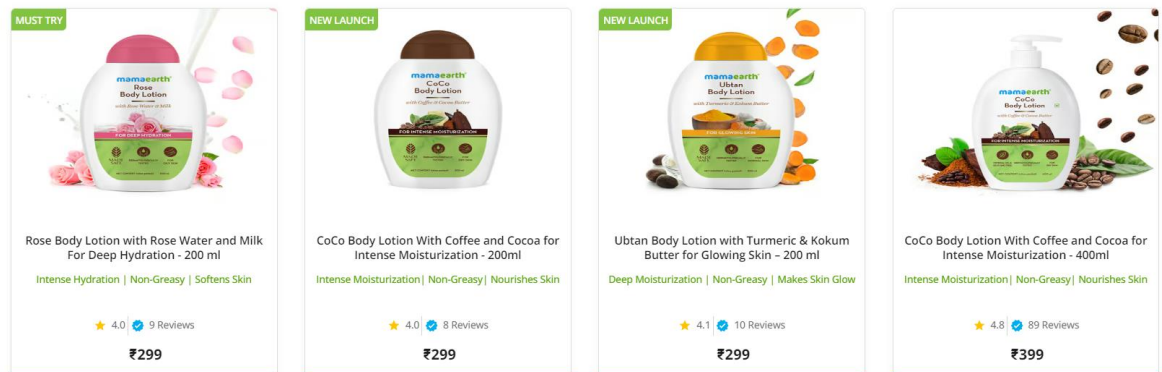 MUST TRY
mamaearth
Rose
Body Lotion
with Rose Water & Milk
FOR DEEP HYDRATION
Rose Body Lotion with Rose Water and Milk
For Deep Hydration - 200 ml
Intense Hydration | Non-Greasy | Softens Skin
4.0 9 Reviews
₹299
NEW LAUNCH
mamaearth
CoCo
Body Lotion
with Coffee & Cocoa Butter
FOR INTENSE MOISTURIZATION
CoCo Body Lotion With Coffee and Cocoa for
Intense Moisturization - 200ml
Intense Moisturization| Non-Greasy| Nourishes Skin
4.0 8 Reviews
₹299
NEW LAUNCH
mamaearth
Ubtan
Body Lotion
with Turmeric & Kokum Butter
FOR GLOWING SKIN
Ubtan Body Lotion with Turmeric & Kokum
Butter for Glowing Skin – 200 ml
Deep Moisturization | Non-Greasy | Makes Skin Glow
4.1 10 Reviews
₹299
mamaearth
CoCo
Body Lotion
with Coffee & Cocoa Butter
FOR INTENSE MOISTURIZATION
CoCo Body Lotion With Coffee and Cocoa for
Intense Moisturization - 400ml
Intense Moisturization| Non-Greasy| Nourishes Skin
4.8 89 Reviews
₹399